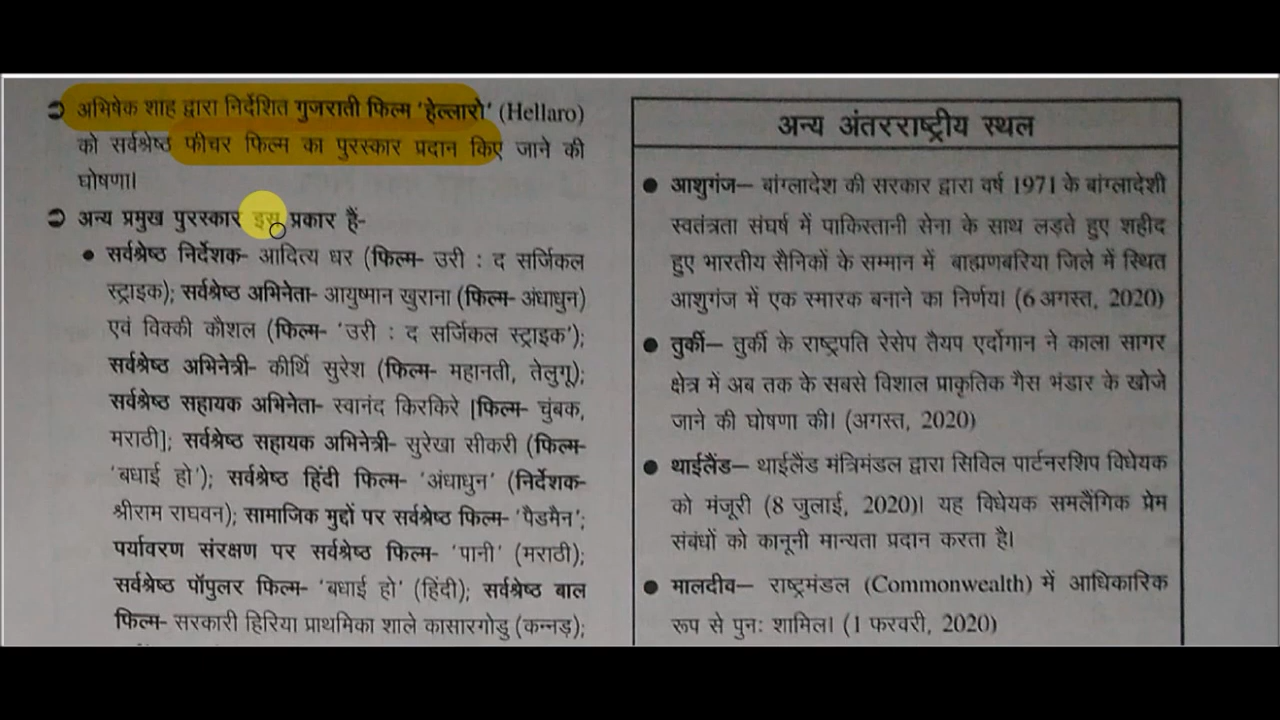 अभिषेक शाह द्वारा निर्देशित गुजराती फिल्म 'हेल्लारो' (Hellaro)
को सर्वश्रेष्ठ फीचर फिल्म का पुरस्कार प्रदान किए जाने की
घोषणा।
अन्य प्रमुख पुरस्कार इस प्रकार हैं-
● सर्वश्रेष्ठ निर्देशक- आदित्य धर (फिल्म- उरी : द सर्जिकल
स्ट्राइक); सर्वश्रेष्ठ अभिनेता- आयुष्मान खुराना (फिल्म- अंधाधुन)
एवं विक्की कौशल (फिल्म- 'उरी : द सर्जिकल स्ट्राइक');
सर्वश्रेष्ठ अभिनेत्री- कीर्थि सुरेश (फिल्म- महानती, तेलुगू);
सर्वश्रेष्ठ सहायक अभिनेता- स्वानंद किरकिरे [फिल्म- चुंबक,
मराठी]; सर्वश्रेष्ठ सहायक अभिनेत्री- सुरेखा सीकरी (फिल्म-
'बधाई हो'); सर्वश्रेष्ठ हिंदी फिल्म- 'अंधाधुन' (निर्देशक-
श्रीराम राघवन); सामाजिक मुद्दों पर सर्वश्रेष्ठ फिल्म- 'पैडमैन';
पर्यावरण संरक्षण पर सर्वश्रेष्ठ फिल्म- 'पानी' (मराठी);
सर्वश्रेष्ठ पॉपुलर फिल्म- 'बधाई हो' (हिंदी); सर्वश्रेष्ठ बाल
फिल्म- सरकारी हिरिया प्राथमिका शाले कासारगोडु (कन्नड़);
अन्य अंतरराष्ट्रीय स्थल
● आशुगंज— बांग्लादेश की सरकार द्वारा वर्ष 1971 के बांग्लादेशी
स्वतंत्रता संघर्ष में पाकिस्तानी सेना के साथ लड़ते हुए शहीद
हुए भारतीय सैनिकों के सम्मान में बाह्मणबरिया जिले में स्थित
आशुगंज में एक स्मारक बनाने का निर्णय। (6 अगस्त, 2020)
● तुर्की— तुर्की के राष्ट्रपति रेसेप तैयप एर्दोगान ने काला सागर
क्षेत्र में अब तक के सबसे विशाल प्राकृतिक गैस भंडार के खोजे
जाने की घोषणा की। (अगस्त, 2020)
● थाईलैंड— थाईलैंड मंत्रिमंडल द्वारा सिविल पार्टनरशिप विधेयक
को मंजूरी (8 जुलाई, 2020)। यह विधेयक समलैंगिक प्रेम
संबंधों को कानूनी मान्यता प्रदान करता है।
● मालदीव— राष्ट्रमंडल (Commonwealth) में आधिकारिक
रूप से पुनः शामिल। (1 फरवरी, 2020)